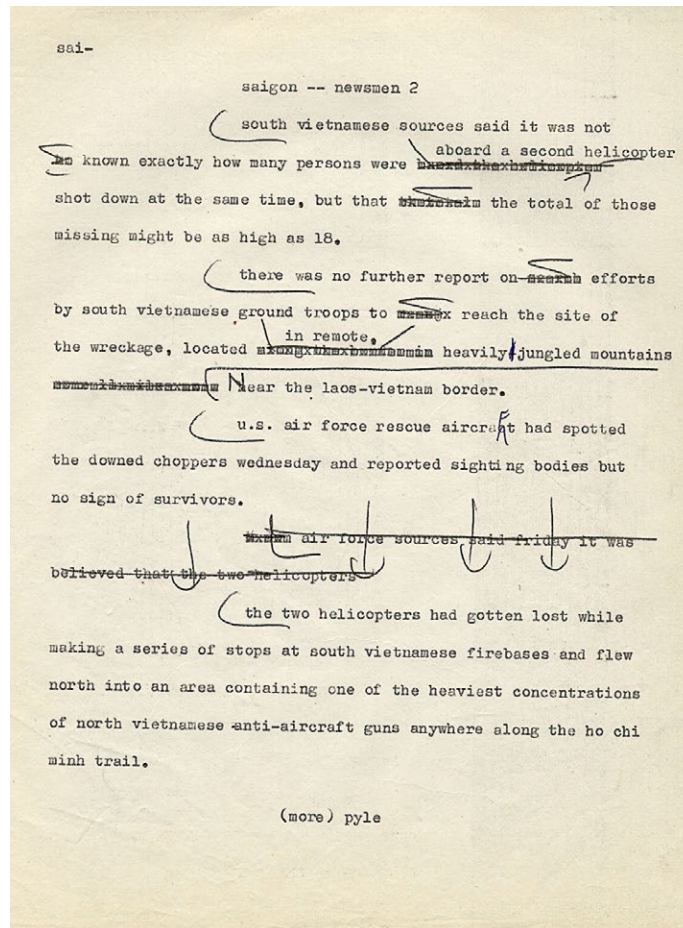 sai-
saigon -- newsmen 2
south vietnamese sources said it was not
aboard a second helicopter
known exactly how many persons were
shot down at the same time, but that the total of those
missing might be as high as 18.
there was no further report on efforts
by south vietnamese ground troops to reach the site of
in remote,
the wreckage, located heavily jungled mountains
Near the laos-vietnam border.
u.s. air force rescue aircraft had spotted
the downed choppers wednesday and reported sighting bodies but
no sign of survivors.
air force sources said friday it was
believed that the two helicopters
the two helicopters had gotten lost while
making a series of stops at south vietnamese firebases and flew
north into an area containing one of the heaviest concentrations
of north vietnamese anti-aircraft guns anywhere along the ho chi
minh trail.
(more) pyle